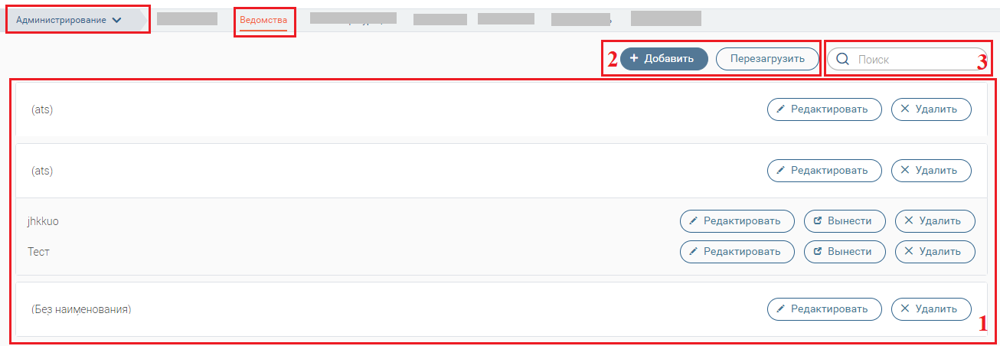 Администрирование Ведомства
2 + Добавить Перезагрузить Поиск 3
(ats) Редактировать Удалить
(ats) Редактировать Удалить
jhkkuo Редактировать Вынести Удалить
Тест Редактировать Вынести Удалить
(Без наименования) Редактировать Удалить
1